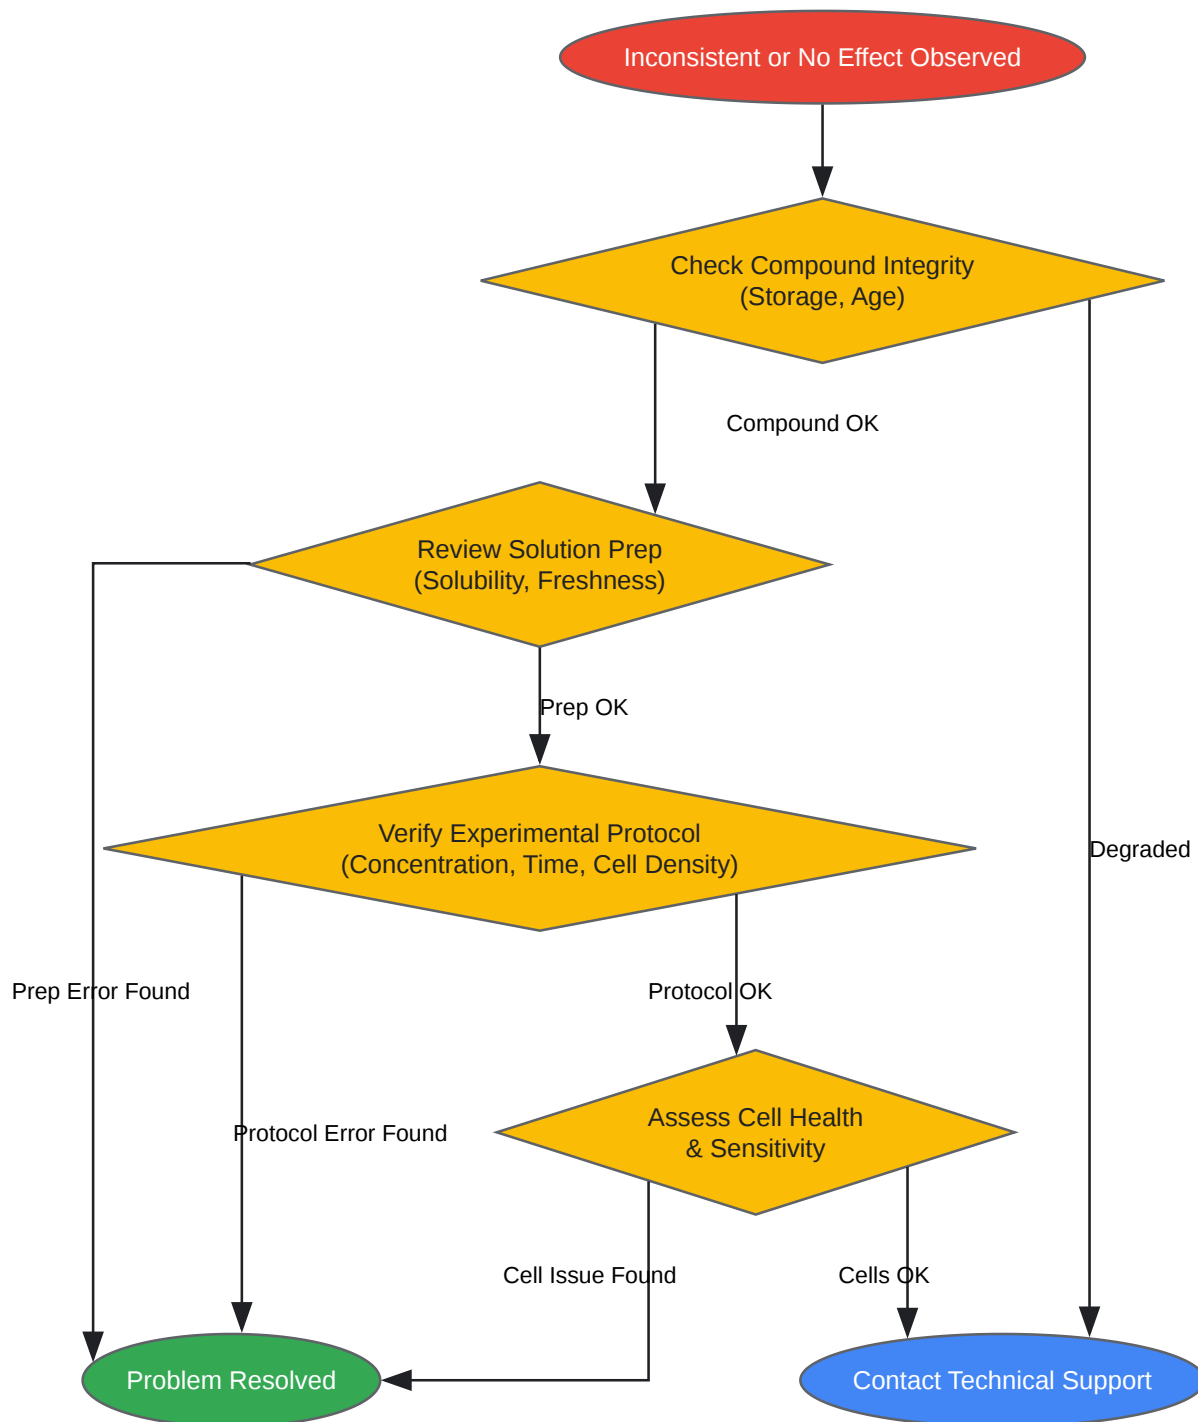 Inconsistent or No Effect Observed
Check Compound Integrity
(Storage, Age)
Compound OK
Review Solution Prep
(Solubility, Freshness)
Prep OK
Verify Experimental Protocol
(Concentration, Time, Cell Density)
Degraded
Prep Error Found
Protocol OK
Assess Cell Health
& Sensitivity
Protocol Error Found
Cell Issue Found
Cells OK
Problem Resolved
Contact Technical Support